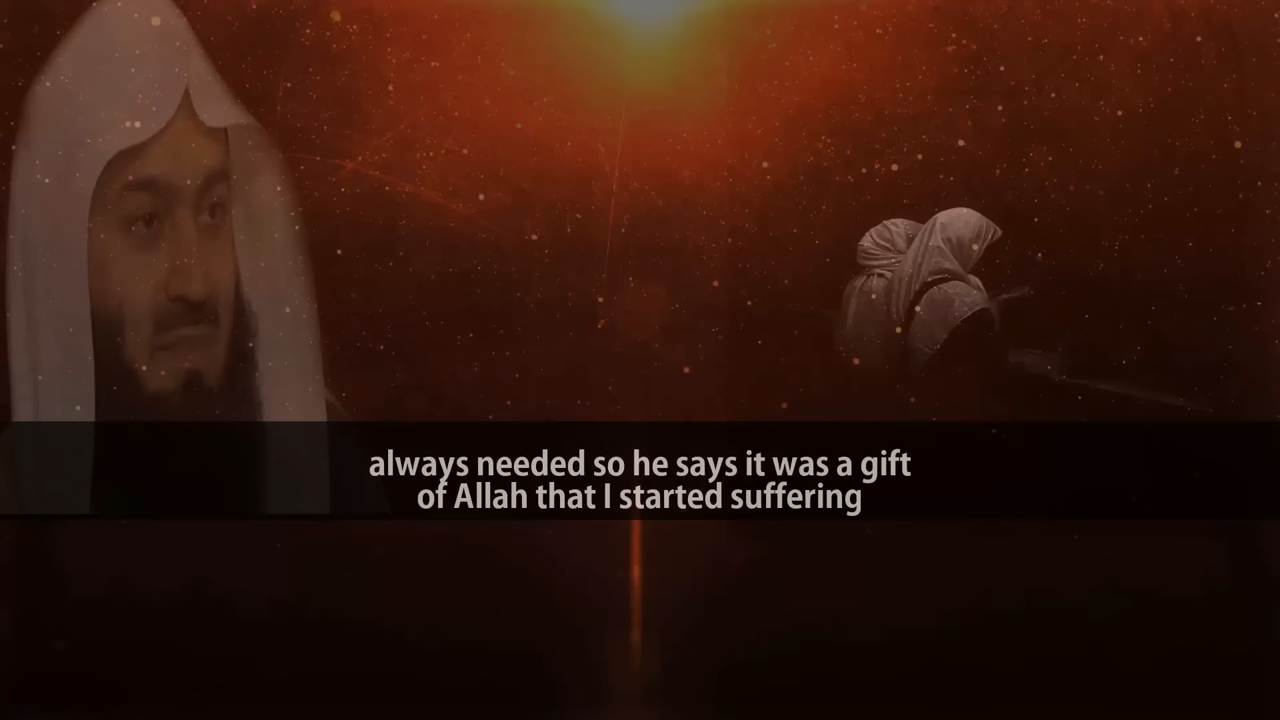 always needed so he says it was a gift
of Allah that I started suffering